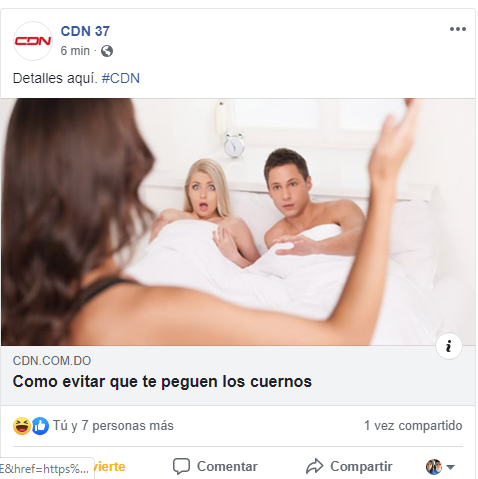 CDN
CDN 37
6 min ·
Detalles aquí. #CDN
i
CDN.COM.DO
Como evitar que te peguen los cuernos
Tú y 7 personas más
1 vez compartido
E&href=https%...
vierte
Comentar
Compartir